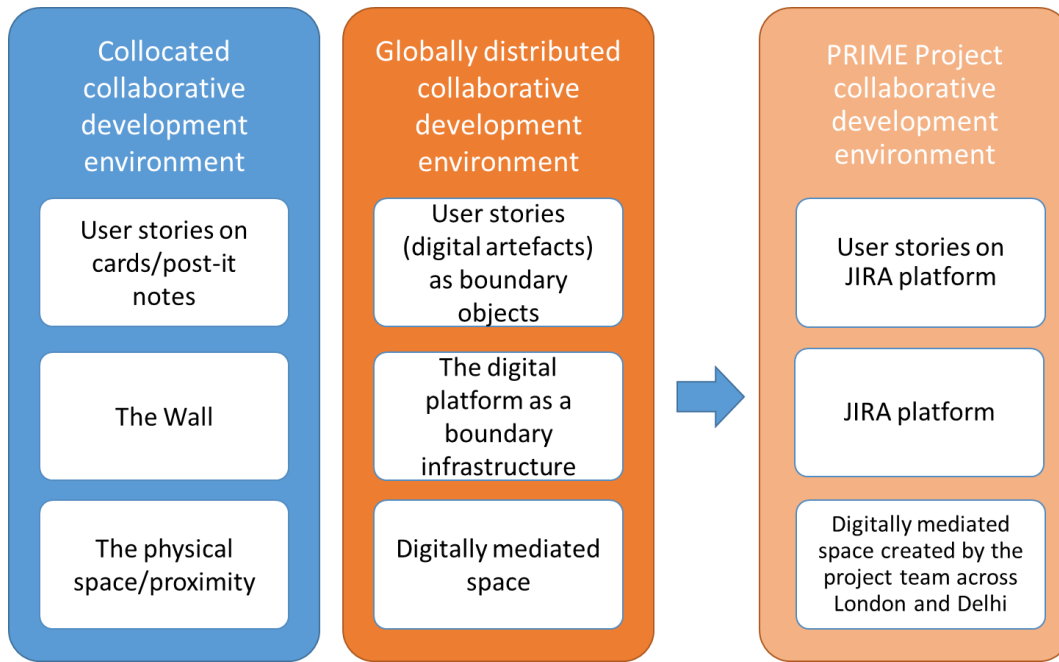 Collocated
collaborative
development
environment
User stories on
cards/post-it
notes
The Wall
The physical
space/proximity
Globally distributed
collaborative
development
environment
User stories
(digital artefacts)
as boundary
objects
The digital
platform as a
boundary
infrastructure
Digitally mediated
space
PRIME Project
collaborative
development
environment
User stories on
JIRA platform
JIRA platform
Digitally mediated
space created by the
project team across
London and Delhi